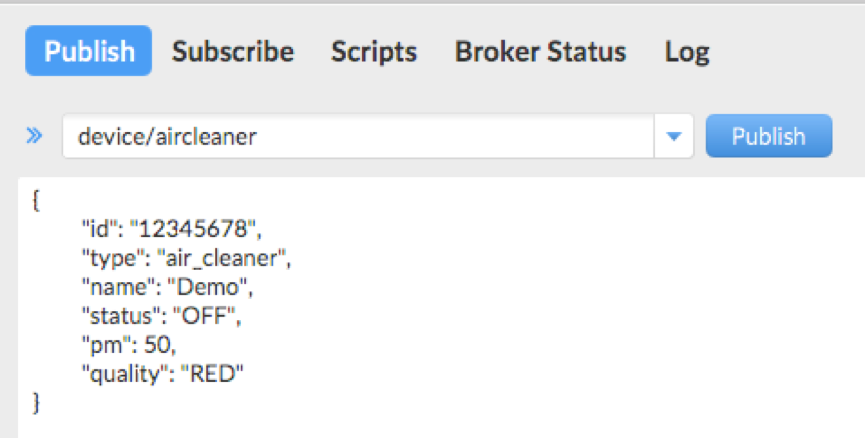 Publish Subscribe Scripts Broker Status Log
device/aircleaner Publish
{
"id": "12345678",
"type": "air_cleaner",
"name": "Demo",
"status": "OFF",
"pm": 50,
"quality": "RED"
}